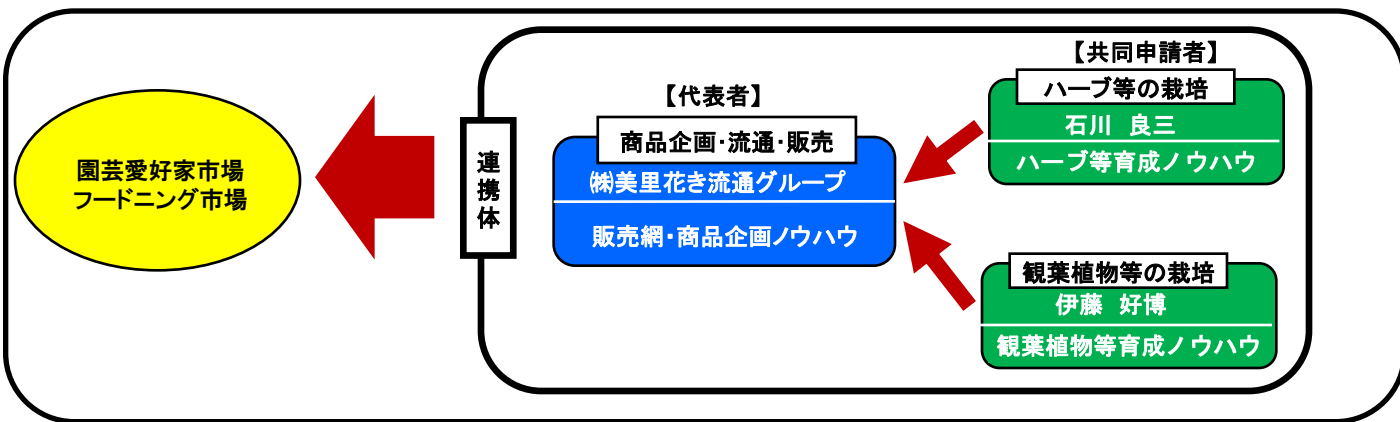 園芸愛好家市場
フードニング市場
連携体
【代表者】
商品企画・流通・販売
㈱美里花き流通グループ
販売網・商品企画ノウハウ
【共同申請者】
ハーブ等の栽培
石川　良三
ハーブ等育成ノウハウ
観葉植物等の栽培
伊藤　好博
観葉植物等育成ノウハウ